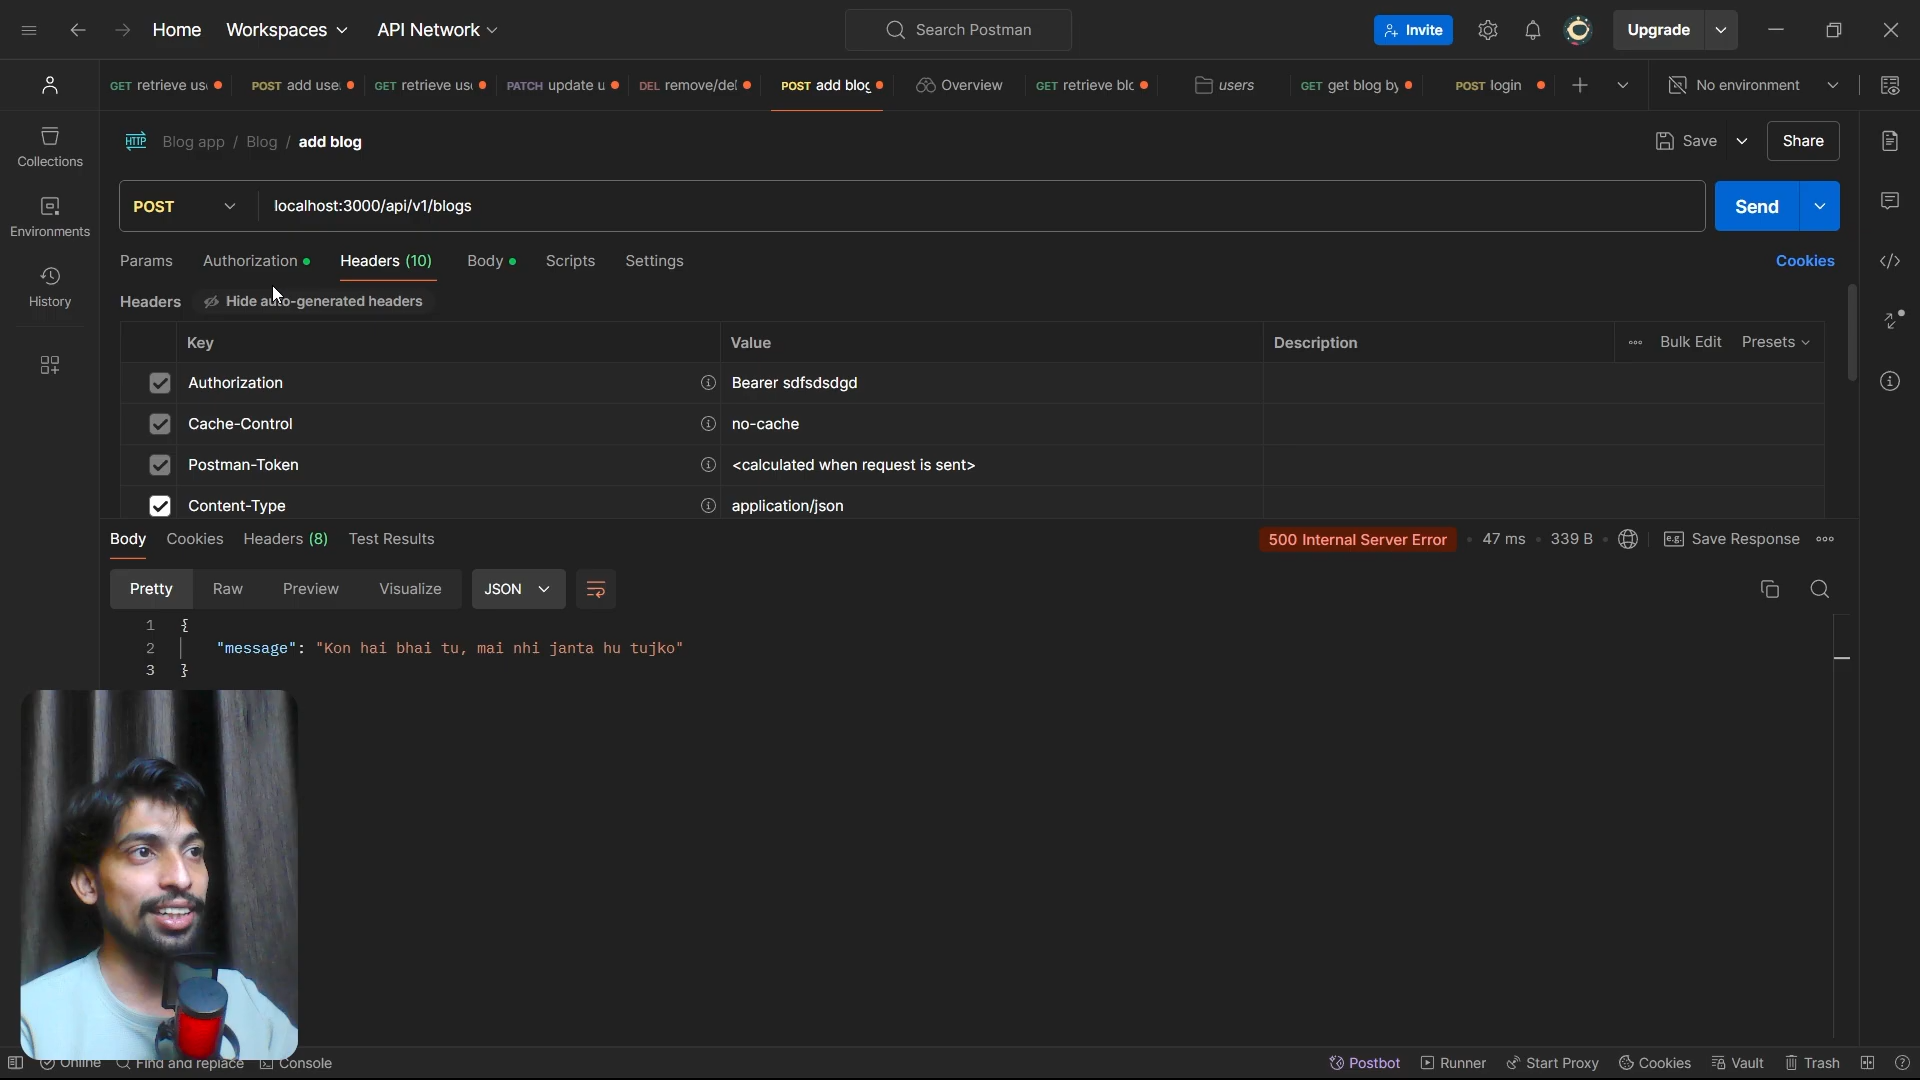 Home Workspaces API Network Search Postman Invite Upgrade
GET retrieve us POST add use GET retrieve us PATCH update u DEL remove/del POST add blog Overview GET retrieve blo users GET get blog by POST login No environment
Blog app / Blog / add blog Save Share
POST localhost:3000/api/v1/blogs Send
Params Authorization Headers (10) Body Scripts Settings Cookies
Headers Hide auto-generated headers
Key Value Description Bulk Edit Presets
Authorization Bearer sdfsdsdgd
Cache-Control no-cache
Postman-Token <calculated when request is sent>
Content-Type application/json
Collections
Environments
History
Body Cookies Headers (8) Test Results 500 Internal Server Error 47 ms 339 B Save Response
Pretty Raw Preview Visualize JSON
1 {
2 "message": "Kon hai bhai tu, mai nhi janta hu tujko"
3 }
Online Find and replace Console Postbot Runner Start Proxy Cookies Vault Trash